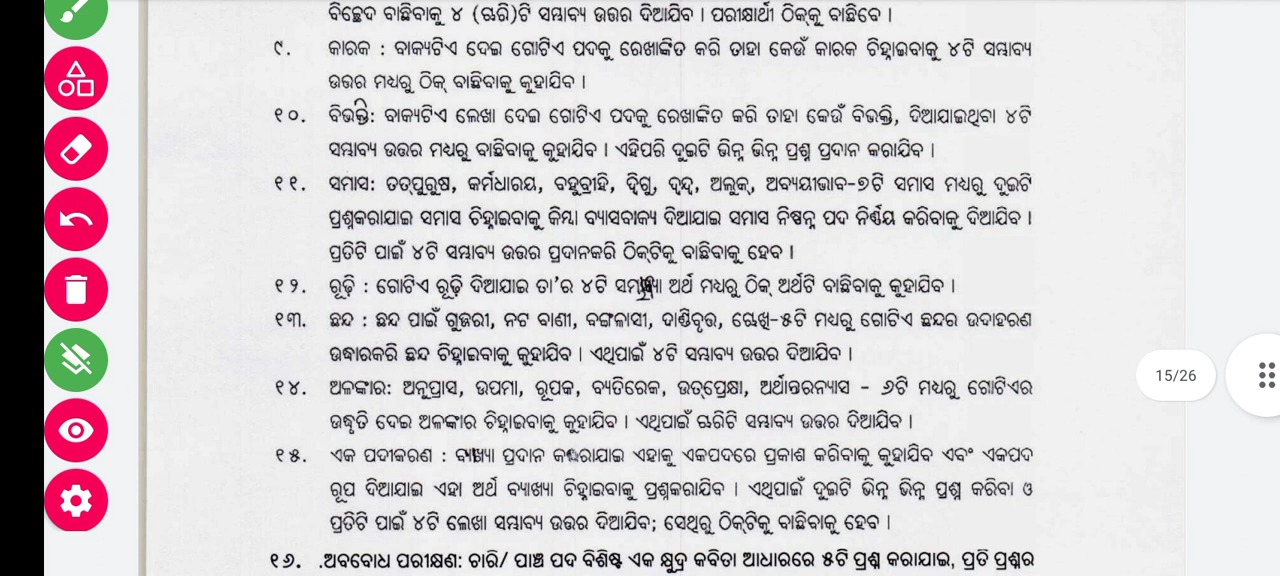 ବିଚ୍ଛେଦ ବାଛିବାକୁ ୪ (ଋରି)ଟି ସମ୍ଭାବ୍ୟ ଉତ୍ତର ଦିଆଯିବ । ପରୀକ୍ଷାର୍ଥୀ ଠିକ୍‌କୁ ବାଛିବେ ।
୯. କାରକ : ବାକ୍ୟଟିଏ ଦେଇ ଗୋଟିଏ ପଦକୁ ରେଖାଙ୍କିତ କରି ତାହା କେଉଁ କାରକ ଚିହ୍ନାଇବାକୁ ୪ଟି ସମ୍ଭାବ୍ୟ
ଉତ୍ତର ମଧ୍ୟରୁ ଠିକ୍ ବାଛିବାକୁ କୁହାଯିବ ।
୧୦. ବିଭକ୍ତି: ବାକ୍ୟଟିଏ ଲେଖା ଦେଇ ଗୋଟିଏ ପଦକୁ ରେଖାଙ୍କିତ କରି ତାହା କେଉଁ ବିଭକ୍ତି, ଦିଆଯାଇଥିବା ୪ଟି
ସମ୍ଭାବ୍ୟ ଉତ୍ତର ମଧ୍ୟରୁ ବାଛିବାକୁ କୁହାଯିବ । ଏହିପରି ଦୁଇଟି ଭିନ୍ନ ଭିନ୍ନ ପ୍ରଶ୍ନ ପ୍ରଦାନ କରାଯିବ ।
୧୧. ସମାସ: ତତ୍‌ପୁରୁଷ, କର୍ମଧାରୟ, ବହୁବ୍ରୀହି, ଦ୍ୱିଗୁ, ଦ୍ୱନ୍ଦ୍ୱ, ଅଲୁକ୍, ଅବ୍ୟୟୀଭାବ-୭ଟି ସମାସ ମଧ୍ୟରୁ ଦୁଇଟି
ପ୍ରଶ୍ନକରାଯାଇ ସମାସ ଚିହ୍ନାଇବାକୁ କିମ୍ବା ବ୍ୟାସବାକ୍ୟ ଦିଆଯାଇ ସମାସ ନିଷନ୍ନ ପଦ ନିର୍ଣ୍ଣୟ କରିବାକୁ ଦିଆଯିବ ।
ପ୍ରତିଟି ପାଇଁ ୪ଟି ସମ୍ଭାବ୍ୟ ଉତ୍ତର ପ୍ରଦାନକରି ଠିକ୍‌ଟିକୁ ବାଛିବାକୁ ହେବ ।
୧୨. ରୂଢ଼ି : ଗୋଟିଏ ରୂଢ଼ି ଦିଆଯାଇ ତା'ର ୪ଟି ଅର୍ଥ ମଧ୍ୟରୁ ଠିକ୍ ଅର୍ଥଟି ବାଛିବାକୁ କୁହାଯିବ ।
୧୩. ଛନ୍ଦ : ଛନ୍ଦ ପାଇଁ ଗୁଜ୍ଜରୀ, ନଟ ବାଣୀ, ବଙ୍ଗଳାସୀ, ଦାଣ୍ଡିବୃତ୍ତ, ଚୋଖି-୫ଟି ମଧ୍ୟରୁ ଗୋଟିଏ ଛନ୍ଦର ଉଦାହରଣ
ଉଦ୍ଧାରକରି ଛନ୍ଦ ଚିହ୍ନାଇବାକୁ କୁହାଯିବ । ଏଥିପାଇଁ ୪ଟି ସମ୍ଭାବ୍ୟ ଉତ୍ତର ଦିଆଯିବ ।
୧୪. ଅଳଙ୍କାର: ଅନୁପ୍ରାସ, ଉପମା, ରୂପକ, ବ୍ୟତିରେକ, ଉତ୍‌ପ୍ରେକ୍ଷା, ଅର୍ଥାନ୍ତରନ୍ୟାସ - ୬ଟି ମଧ୍ୟରୁ ଗୋଟିଏର
ଉଦ୍ଧୃତି ଦେଇ ଅଳଙ୍କାର ଚିହ୍ନାଇବାକୁ କୁହାଯିବ । ଏଥିପାଇଁ ଋରିଟି ସମ୍ଭାବ୍ୟ ଉତ୍ତର ଦିଆଯିବ ।
୧୫. ଏକ ପଦୀକରଣ : ପ୍ରଦାନ ଏହାକୁ ଏକପଦରେ ପ୍ରକାଶ କରିବାକୁ କୁହାଯିବ ଏବଂ ଏକପଦ
ରୂପ ଦିଆଯାଇ ଏହା ଅର୍ଥ ବ୍ୟାଖ୍ୟା ଚିହ୍ନାଇବାକୁ ପ୍ରଶ୍ନକରାଯିବ । ଏଥିପାଇଁ ଦୁଇଟି ଭିନ୍ନ ଭିନ୍ନ ପ୍ରଶ୍ନ କରିବା ଓ
ପ୍ରତିଟି ପାଇଁ ୪ଟି ଲେଖା ସମ୍ଭାବ୍ୟ ଉତ୍ତର ଦିଆଯିବ; ସେଥିରୁ ଠିକ୍‌ଟିକୁ ବାଛିବାକୁ ହେବ ।
୧୬. .ଅବବୋଧ ପରୀକ୍ଷଣ: ଚାରି/ ପାଞ୍ଚ ପଦ ବିଶିଷ୍ଟ ଏକ କ୍ଷୁଦ୍ର କବିତା ଆଧାରରେ ୫ଟି ପ୍ରଶ୍ନ କରାଯାଇ, ପ୍ରତି ପ୍ରଶ୍ନର
15/26